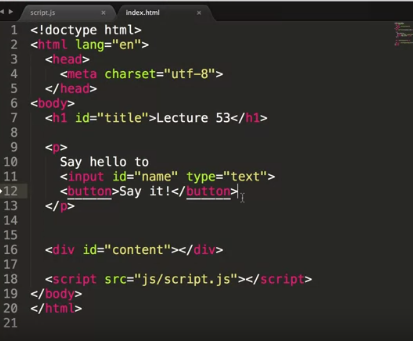 script.js × index.html ×
1 <!doctype html>
2 <html lang="en">
3 <head>
4 <meta charset="utf-8">
5 </head>
6 <body>
7 <h1 id="title">Lecture 53</h1>
8
9 <p>
10 Say hello to
11 <input id="name" type="text">
12 <button>Say it!</button>
13 </p>
14
15
16 <div id="content"></div>
17
18 <script src="js/script.js"></script>
19 </body>
20 </html>
21